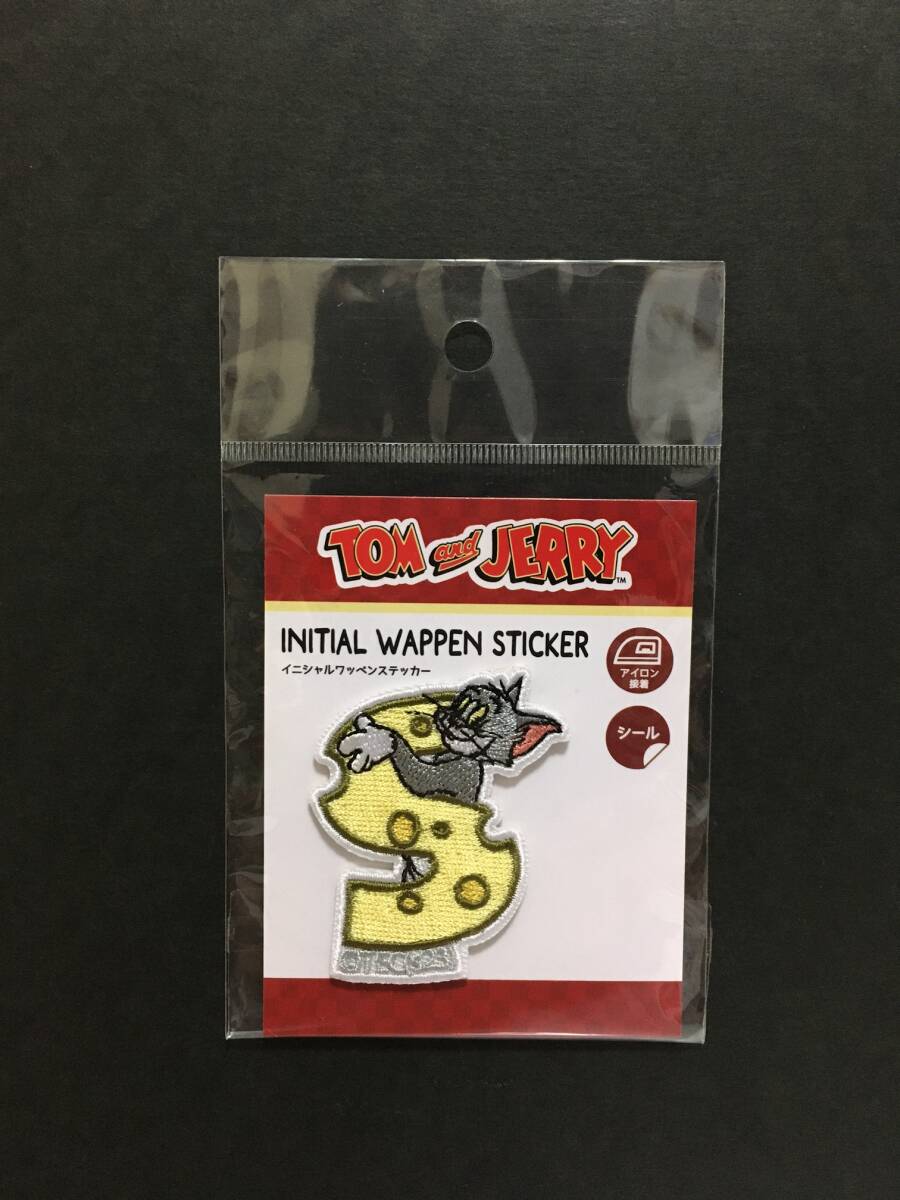 TOM and JERRY™
INITIAL WAPPEN STICKER
イニシャルワッペンステッカー
アイロン
接着
シール
S